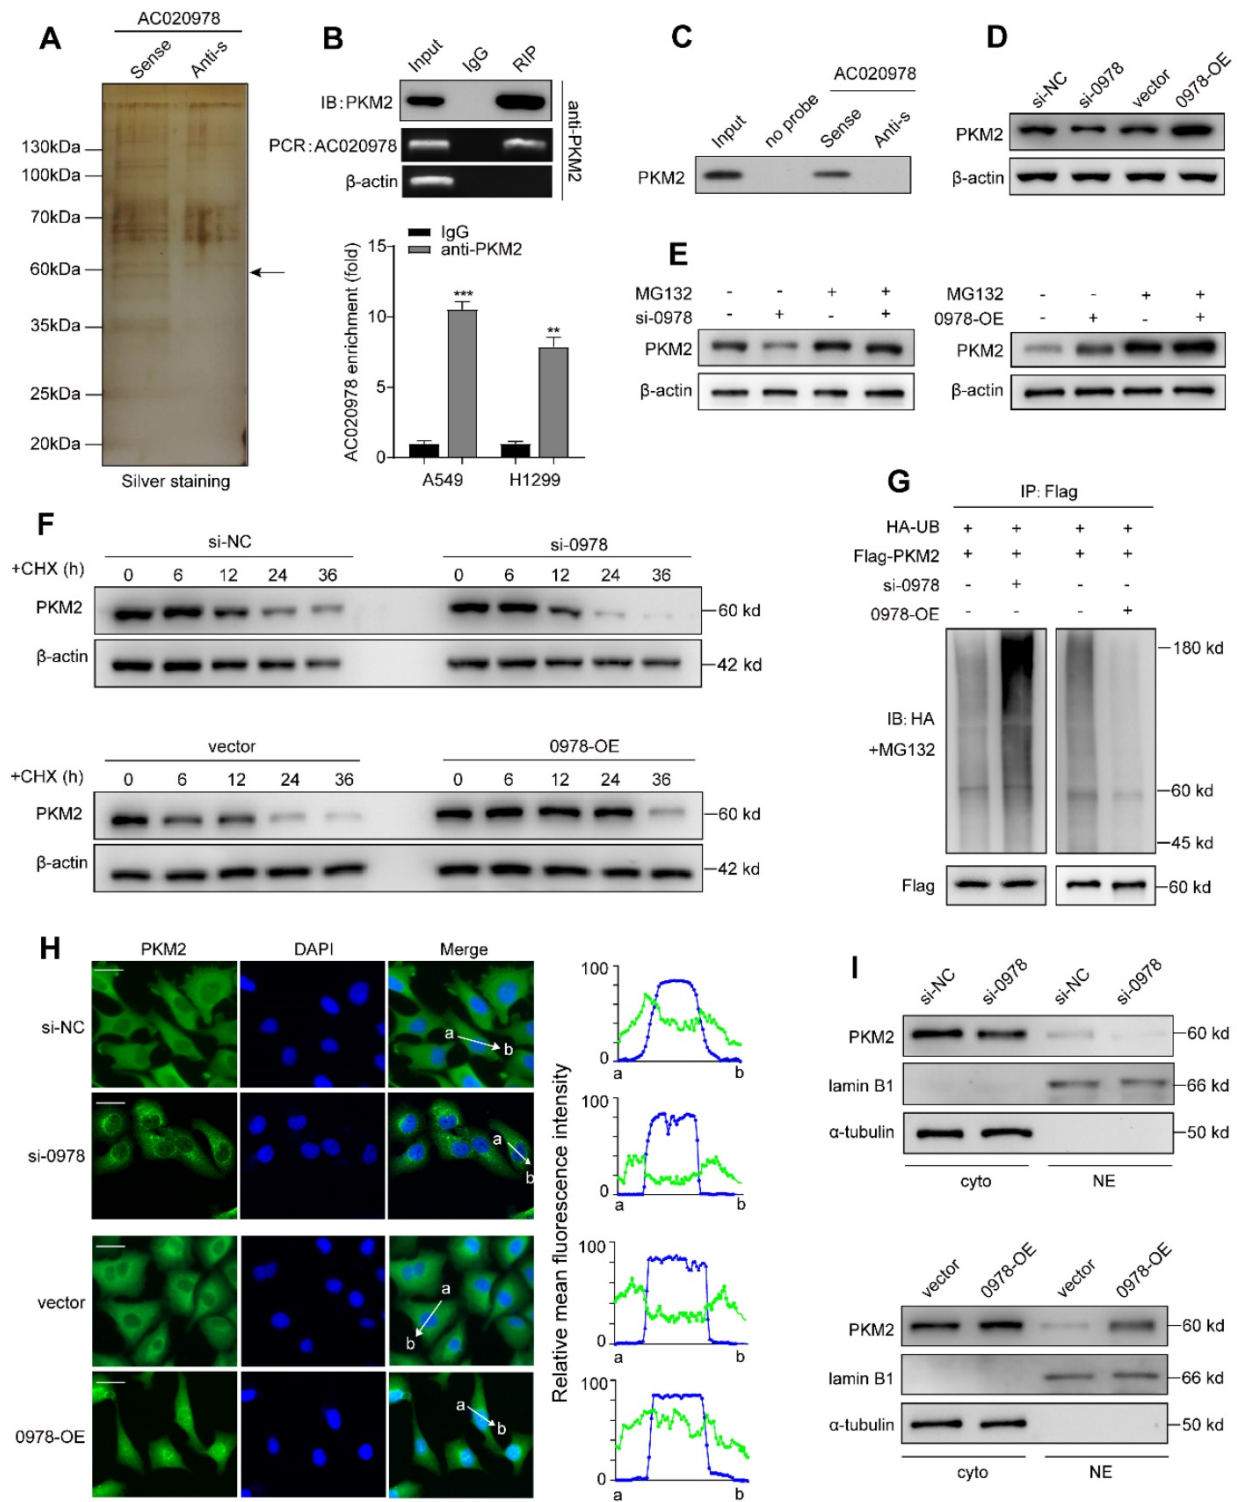 A
AC020978
Sense Anti-s
130kDa
100kDa
70kDa
60kDa
35kDa
25kDa
20kDa
Silver staining
B
Input IgG RIP
IB:PKM2
PCR:AC020978
β-actin
anti-PKM2
IgG
anti-PKM2
AC020978 enrichment (fold)
15
10
5
0
*** **
A549 H1299
C
AC020978
Input no probe Sense Anti-s
PKM2
D
si-NC si-0978 vector 0978-OE
PKM2
β-actin
E
MG132 - - + +
si-0978 - + - +
PKM2
β-actin
MG132 - - + +
0978-OE - + - +
PKM2
β-actin
F
si-NC si-0978
+CHX (h) 0 6 12 24 36 0 6 12 24 36
PKM2 60 kd
β-actin 42 kd
vector 0978-OE
+CHX (h) 0 6 12 24 36 0 6 12 24 36
PKM2 60 kd
β-actin 42 kd
G
IP: Flag
HA-UB + + + +
Flag-PKM2 + + + +
si-0978 - + - -
0978-OE - - - +
IB: HA
+MG132
180 kd
60 kd
45 kd
Flag 60 kd
H
PKM2 DAPI Merge
si-NC
a b
si-0978
a b
vector
a b
0978-OE
a b
Relative mean fluorescence intensity
100
0
a b
100
0
a b
100
0
a b
100
0
a b
I
si-NC si-0978 si-NC si-0978
PKM2 60 kd
lamin B1 66 kd
α-tubulin 50 kd
cyto NE
vector 0978-OE vector 0978-OE
PKM2 60 kd
lamin B1 66 kd
α-tubulin 50 kd
cyto NE